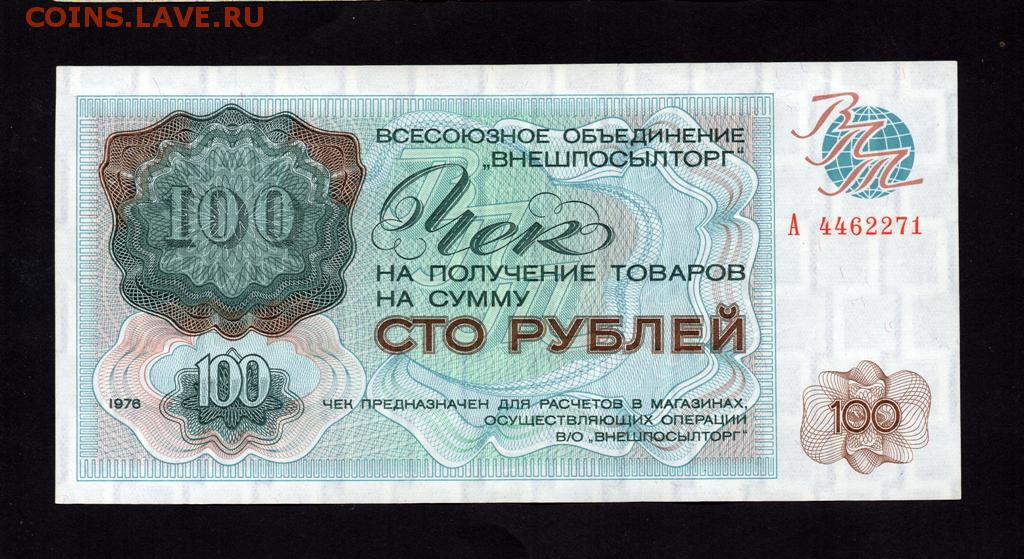 COINS.LAVE.RU
100
ВСЕСОЮЗНОЕ ОБЪЕДИНЕНИЕ
„ВНЕШПОСЫЛТОРГ"
ВПТ
А 4462271
Чек
НА ПОЛУЧЕНИЕ ТОВАРОВ
НА СУММУ
СТО РУБЛЕЙ
100
1976
ЧЕК ПРЕДНАЗНАЧЕН ДЛЯ РАСЧЕТОВ В МАГАЗИНАХ,
ОСУЩЕСТВЛЯЮЩИХ ОПЕРАЦИИ
В/О „ВНЕШПОСЫЛТОРГ"
100